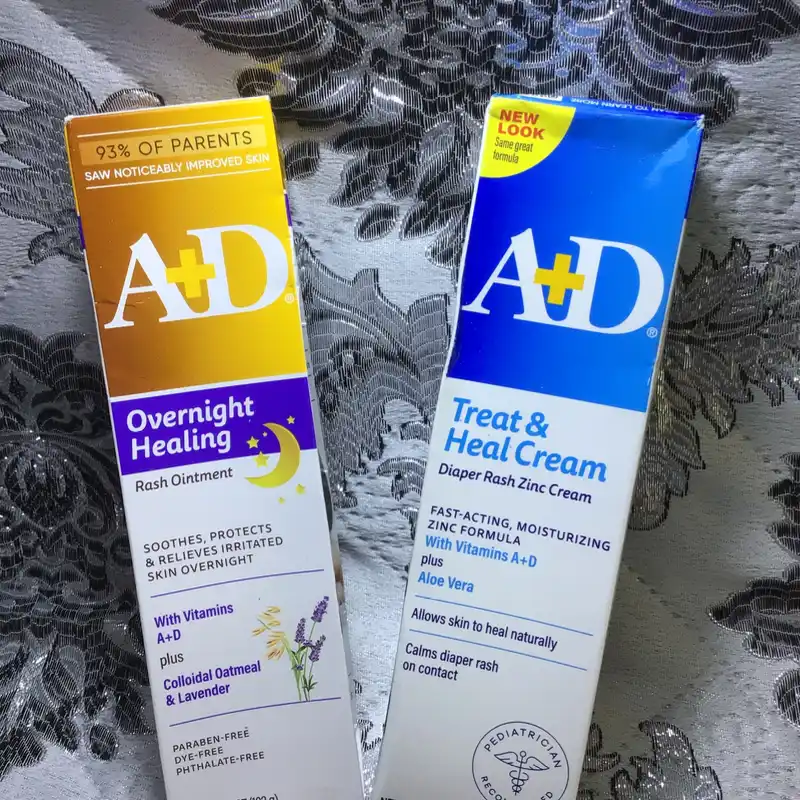 93% OF PARENTS
SAW NOTICEABLY IMPROVED SKIN
A+D®
Overnight
Healing
Rash Ointment
SOOTHES, PROTECTS
& RELIEVES IRRITATED
SKIN OVERNIGHT
With Vitamins
A+D
plus
Colloidal Oatmeal
& Lavender
PARABEN-FREE
DYE-FREE
PHTHALATE-FREE
TO LEARN MORE
NEW
LOOK
Same great
formula
A+D®
Treat &
Heal Cream
Diaper Rash Zinc Cream
FAST-ACTING, MOISTURIZING
ZINC FORMULA
With Vitamins A+D
plus
Aloe Vera
Allows skin to heal naturally
Calms diaper rash
on contact
PEDIATRICIAN